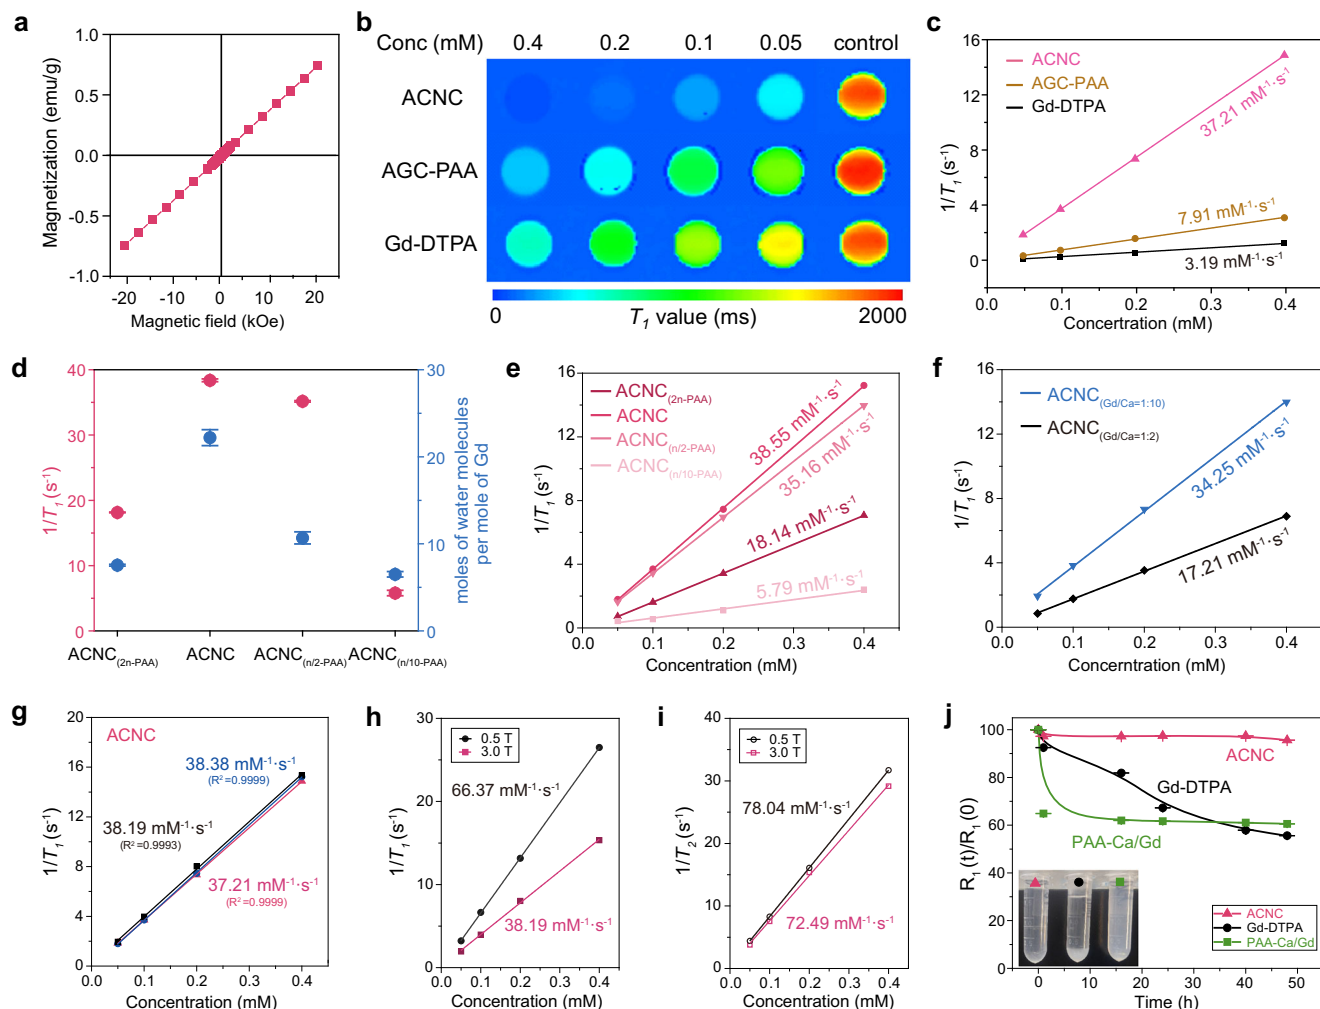 a
1.0
0.5
0.0
-0.5
-1.0
Magnetization (emu/g)
-20 -10 0 10 20
Magnetic field (kOe)
b
Conc (mM) 0.4 0.2 0.1 0.05 control
ACNC
AGC-PAA
Gd-DTPA
0 T1 value (ms) 2000
c
16
12
8
4
0
1/T1 (s-1)
ACNC
AGC-PAA
Gd-DTPA
37.21 mM-1·s-1
7.91 mM-1·s-1
3.19 mM-1·s-1
0.0 0.1 0.2 0.3 0.4
Concertration (mM)
d
40
30
20
10
0
1/T1 (s-1)
30
20
10
0
moles of water molecules
per mole of Gd
ACNC(2n-PAA) ACNC ACNC(n/2-PAA) ACNC(n/10-PAA)
e
16
12
8
4
0
1/T1 (s-1)
ACNC(2n-PAA)
ACNC
ACNC(n/2-PAA)
ACNC(n/10-PAA)
38.55 mM-1·s-1
35.16 mM-1·s-1
18.14 mM-1·s-1
5.79 mM-1·s-1
0.0 0.1 0.2 0.3 0.4
Concentration (mM)
f
16
12
8
4
0
1/T1 (s-1)
ACNC(Gd/Ca=1:10)
ACNC(Gd/Ca=1:2)
34.25 mM-1·s-1
17.21 mM-1·s-1
0.0 0.1 0.2 0.3 0.4
Concentration (mM)
g
20
16
12
8
4
0
1/T1 (s-1)
ACNC
38.38 mM-1·s-1
(R2=0.9999)
38.19 mM-1·s-1
(R2=0.9993)
37.21 mM-1·s-1
(R2=0.9999)
0.0 0.1 0.2 0.3 0.4
Concentration (mM)
h
30
20
10
0
1/T1 (s-1)
0.5 T
3.0 T
66.37 mM-1·s-1
38.19 mM-1·s-1
0.0 0.1 0.2 0.3 0.4
Concentration (mM)
i
40
30
20
10
0
1/T2 (s-1)
0.5 T
3.0 T
78.04 mM-1·s-1
72.49 mM-1·s-1
0.0 0.1 0.2 0.3 0.4
Concentration (mM)
j
100
80
60
40
20
0
R1 (t)/R1 (0)
ACNC
Gd-DTPA
PAA-Ca/Gd
ACNC
Gd-DTPA
PAA-Ca/Gd
0 10 20 30 40 50
Time (h)